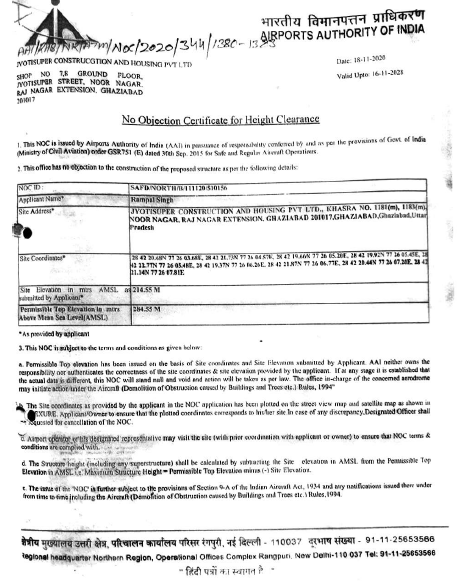 भारतीय विमानपत्तन प्राधिकरण
AIRPORTS AUTHORITY OF INDIA
AAI/RHQ/NR/ATM/NOC/2020/344/1380-1383
JYOTISUPER CONSTRUCGTION AND HOUSING PVT LTD
Date: 18-11-2020
SHOP NO 7,8 GROUND FLOOR,
JYOTISUPER STREET, NOOR NAGAR,
Valid Upto: 16-11-2028
RAJ NAGAR EXTENSION, GHAZIABAD
201017
No Objection Certificate for Height Clearance
1. This NOC is issued by Airports Authority of India (AAI) in pursuance of responsibility conferred by and as per the provisions of Govt. of India
(Ministry of Civil Aviation) order GSR751 (E) dated 30th Sep. 2015 for Safe and Regular Aircraft Operations.
2. This office has no objection to the construction of the proposed structure as per the following details:
NOC ID : SAFD/NORTH/B/111120/510156
Applicant Name* Rampal Singh
Site Address* JYOTISUPER CONSTRUCTION AND HOUSING PVT LTD., KHASRA NO. 1181(m), 1183(m),
NOOR NAGAR, RAJ NAGAR EXTENSION, GHAZIABAD 201017,GHAZIABAD,Ghaziabad,Uttar
Pradesh
Site Coordinates* 28 42 20.48N 77 26 03.68E, 28 42 21.73N 77 26 04.87E, 28 42 19.66N 77 26 05.20E, 28 42 19.92N 77 26 05.45E, 28
42 22.77N 77 26 05.48E, 28 42 19.37N 77 26 06.26E, 28 42 21.87N 77 26 06.77E, 28 42 20.44N 77 26 07.28E, 28 42
21.14N 77 26 07.81E
Site Elevation in mtrs AMSL as
submitted by Applicant* 214.55 M
Permissible Top Elevation in mtrs
Above Mean Sea Level(AMSL) 284.55 M
*As provided by applicant
3. This NOC is subject to the terms and conditions as given below:
a. Permissible Top elevation has been issued on the basis of Site coordinates and Site Elevation submitted by Applicant. AAI neither owns the
responsibility nor authenticates the correctness of the site coordinates & site elevation provided by the applicant. If at any stage it is established that
the actual data is different, this NOC will stand null and void and action will be taken as per law. The office in-charge of the concerned aerodrome
may initiate action under the Aircraft (Demolition of Obstruction caused by Buildings and Trees etc.) Rules, 1994"
b. The Site coordinates as provided by the applicant in the NOC application has been plotted on the street view map and satellite map as shown in
EXURE. Applicant/Owner to ensure that the plotted coordinates corresponds to his/her site. In case of any discrepancy, Designated Officer shall
requested for cancellation of the NOC.
c. Airport operator or his designated representative may visit the site (with prior coordination with applicant or owner) to ensure that NOC terms &
conditions are complied with.
d. The Structure height (including any superstructure) shall be calculated by subtracting the Site elevation in AMSL from the Permissible Top
Elevation in AMSL i.e. Maximum Structure Height = Permissible Top Elevation minus (-) Site Elevation.
e. The issue of the 'NOC' is further subject to the provisions of Section 9-A of the Indian Aircraft Act, 1934 and any notifications issued there under
from time to time including the Aircraft (Demolition of Obstruction caused by Buildings and Trees etc.) Rules, 1994.
क्षेत्रीय मुख्यालय उत्तरी क्षेत्र, परिचालन कार्यालय परिसर रंगपुरी, नई दिल्ली - 110037 दूरभाष संख्या - 91-11-25653566
Regional headquarter Northern Region, Operational Offices Complex Rangpuri, New Delhi-110 037 Tel: 91-11-25653566
" हिंदी पत्रों का स्वागत है "